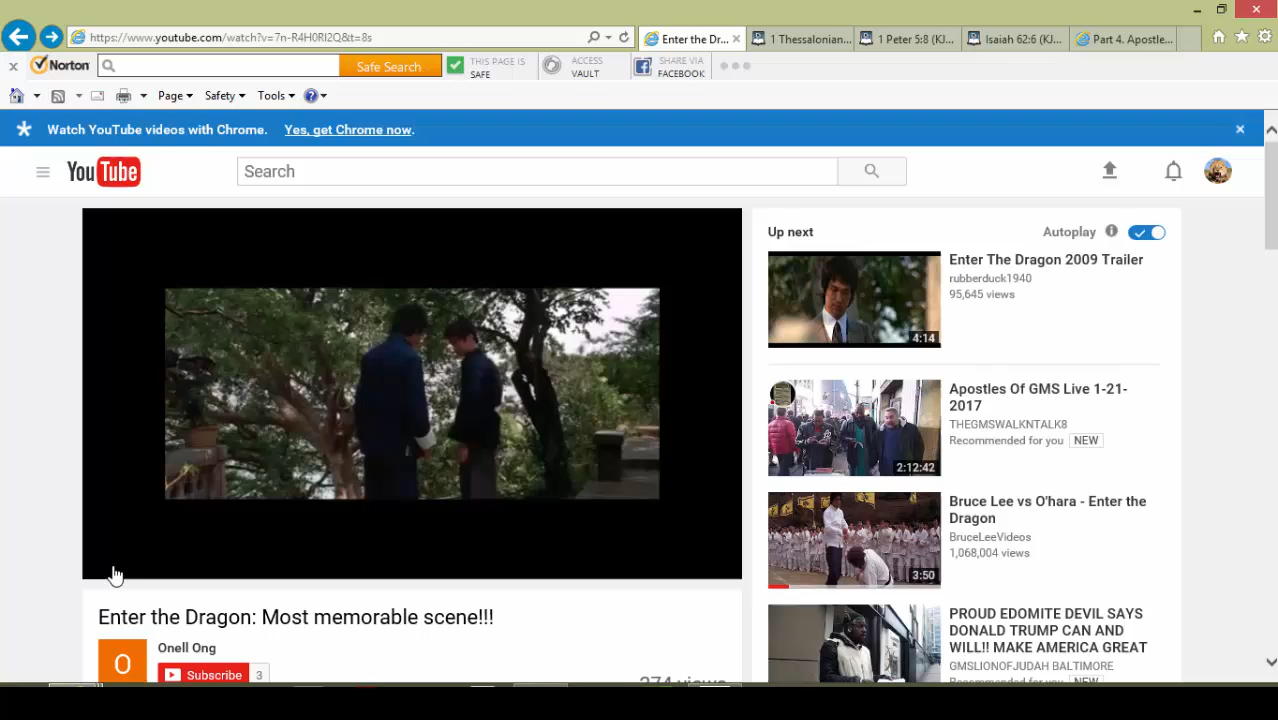 https://www.youtube.com/watch?v=7n-R4H0RI2Q&t=8s
Enter the Dr...
1 Thessalonian...
1 Peter 5:8 (KJ...
Isaiah 62:6 (KJ...
Part 4. Apostle...
Norton
Safe Search
THIS PAGE IS
SAFE
ACCESS
VAULT
SHARE VIA
FACEBOOK
Page
Safety
Tools
Watch YouTube videos with Chrome. Yes, get Chrome now.
YouTube
Search
Up next
Autoplay
Enter The Dragon 2009 Trailer
rubberduck1940
95,645 views
4:14
Apostles Of GMS Live 1-21-
2017
THEGMSWALKNTALK8
Recommended for you NEW
2:12:42
Bruce Lee vs O'hara - Enter the
Dragon
BruceLeeVideos
1,068,004 views
3:50
PROUD EDOMITE DEVIL SAYS
DONALD TRUMP CAN AND
WILL!! MAKE AMERICA GREAT
GMSLIONOFJUDAH BALTIMORE
Recommended for you NEW
Enter the Dragon: Most memorable scene!!!
O
Onell Ong
Subscribe 3
274 views